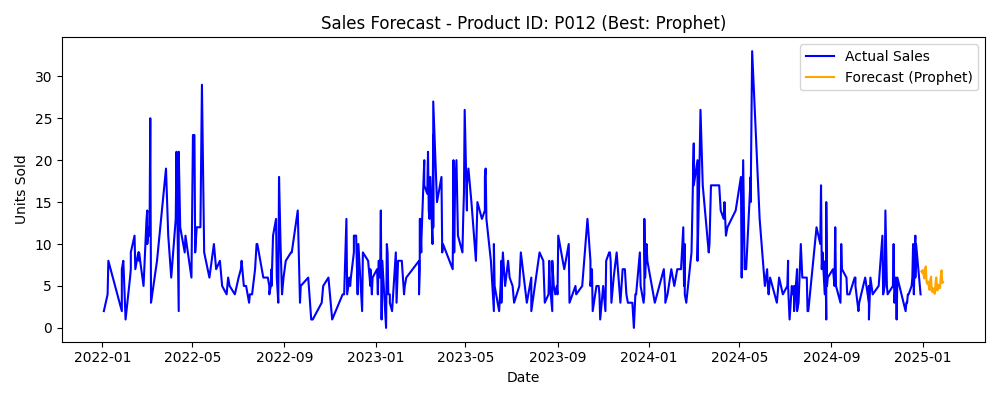 Sales Forecast - Product ID: P012 (Best: Prophet)
Actual Sales
Forecast (Prophet)
Units Sold
30
25
20
15
10
5
0
2022-01 2022-05 2022-09 2023-01 2023-05 2023-09 2024-01 2024-05 2024-09 2025-01
Date